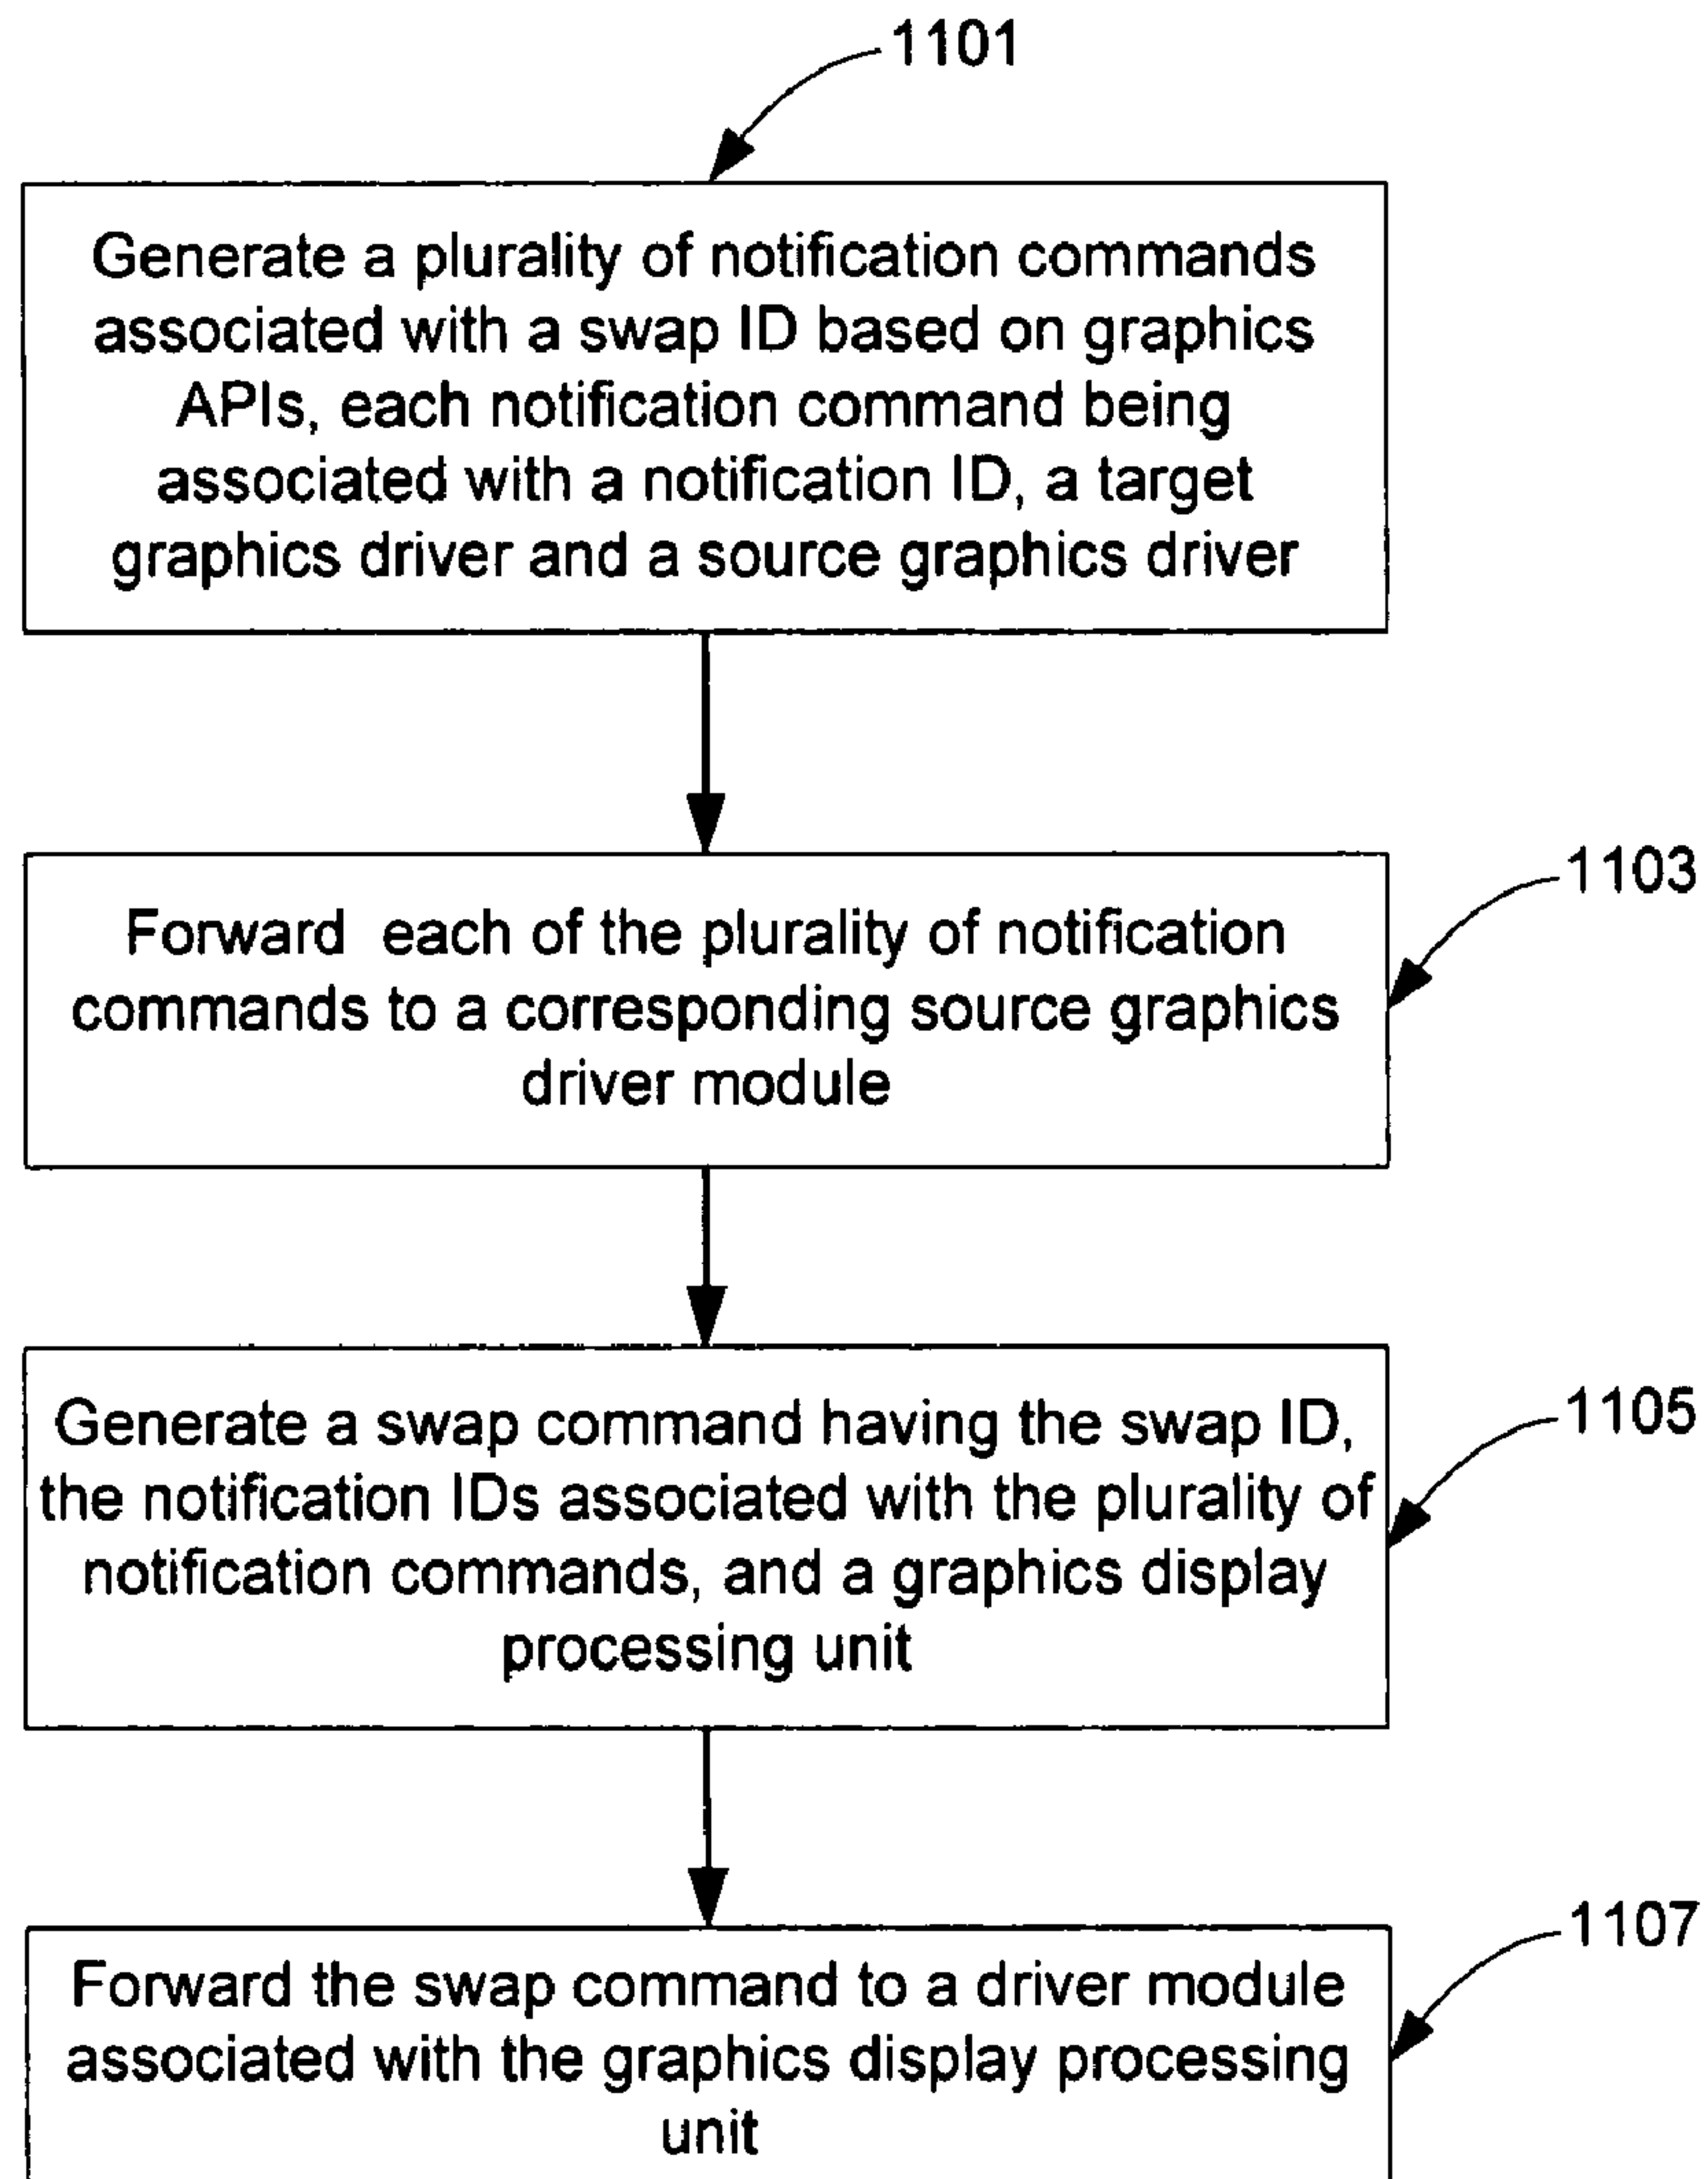 1101
Generate a plurality of notification commands
associated with a swap ID based on graphics
APIs, each notification command being
associated with a notification ID, a target
graphics driver and a source graphics driver
1103
Forward each of the plurality of notification
commands to a corresponding source graphics
driver module
1105
Generate a swap command having the swap ID,
the notification IDs associated with the plurality of
notification commands, and a graphics display
processing unit
1107
Forward the swap command to a driver module
associated with the graphics display processing
unit